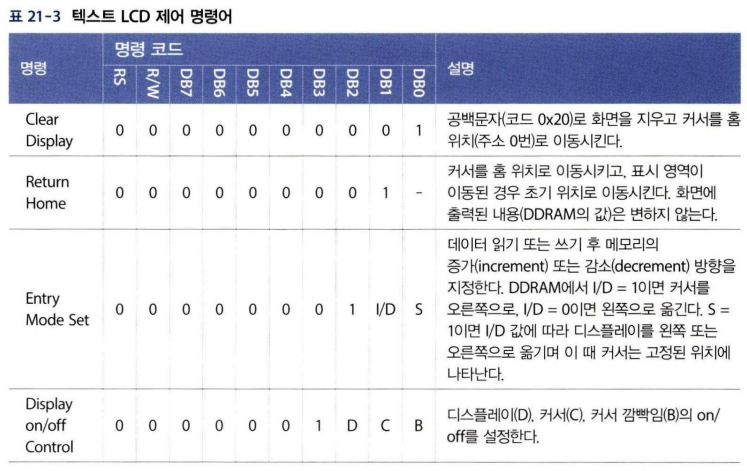 표 21-3 텍스트 LCD 제어 명령어
명령 명령 코드 설명
RS R/W DB7 DB6 DB5 DB4 DB3 DB2 DB1 DB0
Clear
Display
0 0 0 0 0 0 0 0 0 1
공백문자(코드 0x20)로 화면을 지우고 커서를 홈
위치(주소 0번)로 이동시킨다.
Return
Home
0 0 0 0 0 0 0 0 1 -
커서를 홈 위치로 이동시키고, 표시 영역이
이동된 경우 초기 위치로 이동시킨다. 화면에
출력된 내용(DDRAM의 값)은 변하지 않는다.
Entry
Mode Set
0 0 0 0 0 0 0 1 I/D S
데이터 읽기 또는 쓰기 후 메모리의
증가(increment) 또는 감소(decrement) 방향을
지정한다. DDRAM에서 I/D = 1이면 커서를
오른쪽으로, I/D = 0이면 왼쪽으로 옮긴다. S =
1이면 I/D 값에 따라 디스플레이를 왼쪽 또는
오른쪽으로 옮기며 이 때 커서는 고정된 위치에
나타난다.
Display
on/off
Control
0 0 0 0 0 0 1 D C B
디스플레이(D), 커서(C), 커서 깜빡임(B)의 on/
off를 설정한다.